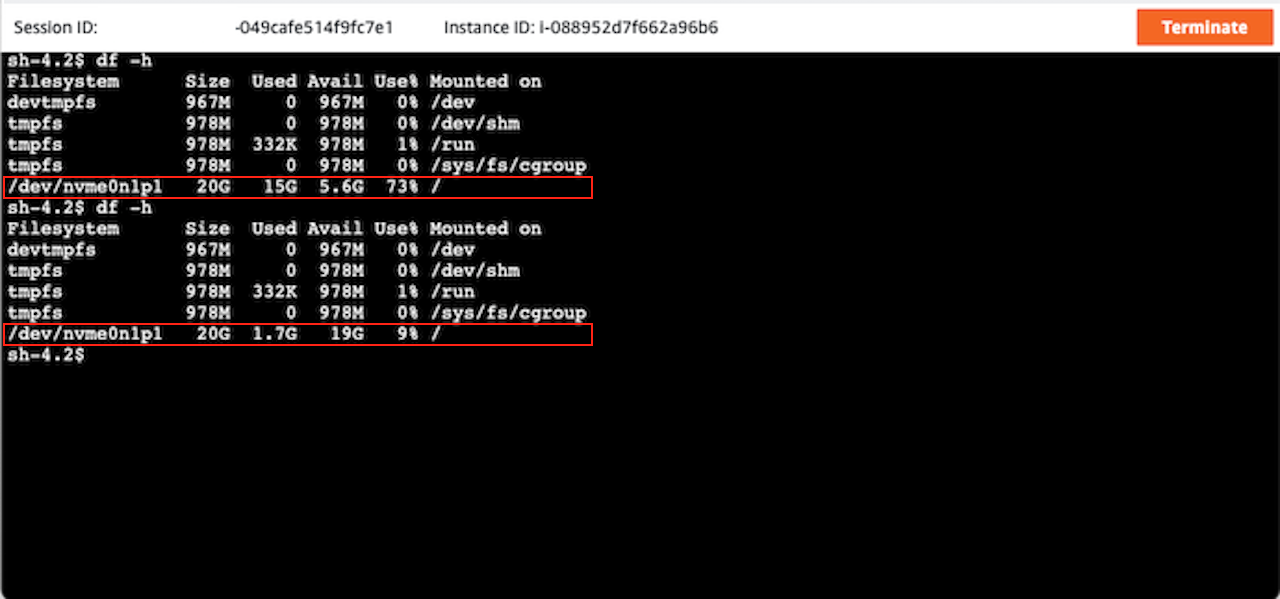 Session ID: -049cafe514f9fc7e1 Instance ID: i-088952d7f662a96b6 Terminate
sh-4.2$ df -h
Filesystem Size Used Avail Use% Mounted on
devtmpfs 967M 0 967M 0% /dev
tmpfs 978M 0 978M 0% /dev/shm
tmpfs 978M 332K 978M 1% /run
tmpfs 978M 0 978M 0% /sys/fs/cgroup
/dev/nvme0n1p1 20G 15G 5.6G 73% /
sh-4.2$ df -h
Filesystem Size Used Avail Use% Mounted on
devtmpfs 967M 0 967M 0% /dev
tmpfs 978M 0 978M 0% /dev/shm
tmpfs 978M 332K 978M 1% /run
tmpfs 978M 0 978M 0% /sys/fs/cgroup
/dev/nvme0n1p1 20G 1.7G 19G 9% /
sh-4.2$